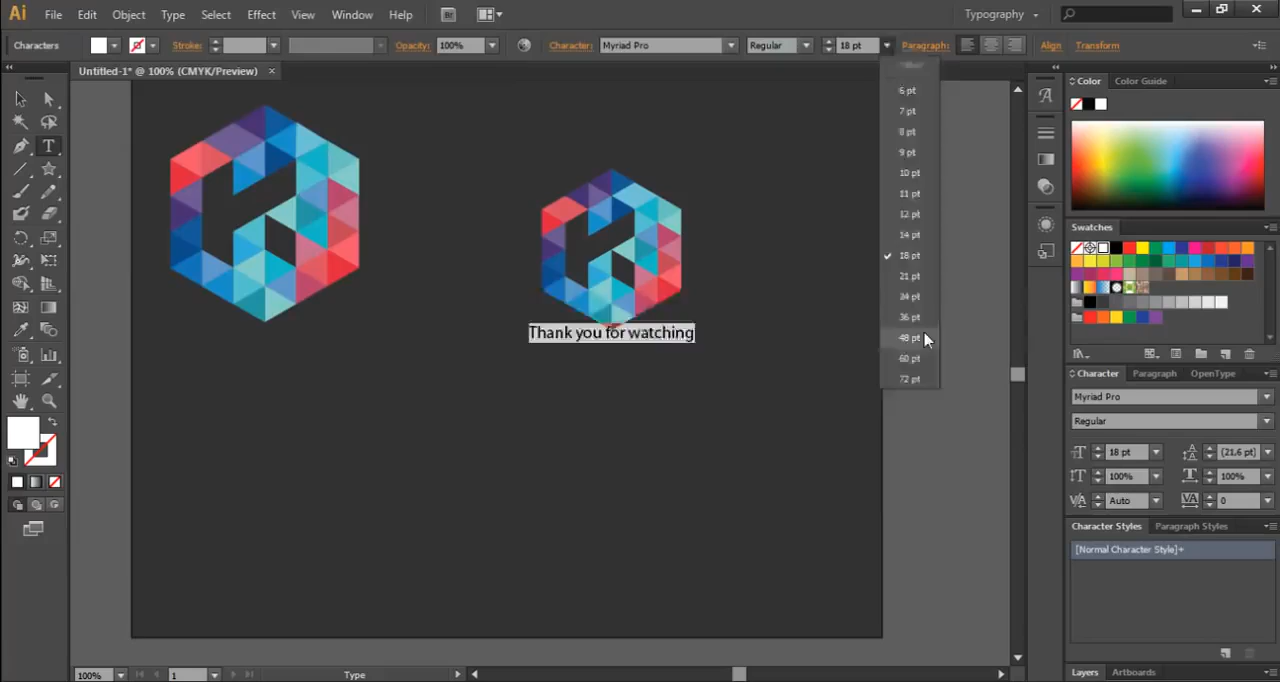 Ai File Edit Object Type Select Effect View Window Help Br Typography
Characters Stroke: Opacity: 100% Character: Myriad Pro Regular 18 pt Paragraph: Align Transform
Untitled-1* @ 100% (CMYK/Preview) ×
6 pt
7 pt
8 pt
9 pt
10 pt
11 pt
12 pt
14 pt
18 pt
21 pt
24 pt
36 pt
48 pt
60 pt
72 pt
Thank you for watching
Color Color Guide
Swatches
Character Paragraph OpenType
Myriad Pro
Regular
18 pt (21.6 pt)
100% 100%
Auto 0
Character Styles Paragraph Styles
[Normal Character Style]+
Layers Artboards
100% 1 Type